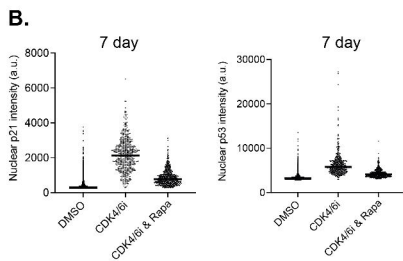 B.
7 day
Nuclear p21 intensity (a.u.)
8000
6000
4000
2000
0
DMSO
CDK4/6i
CDK4/6i & Rapa
7 day
Nuclear p53 intensity (a.u.)
30000
20000
10000
0
DMSO
CDK4/6i
CDK4/6i & Rapa